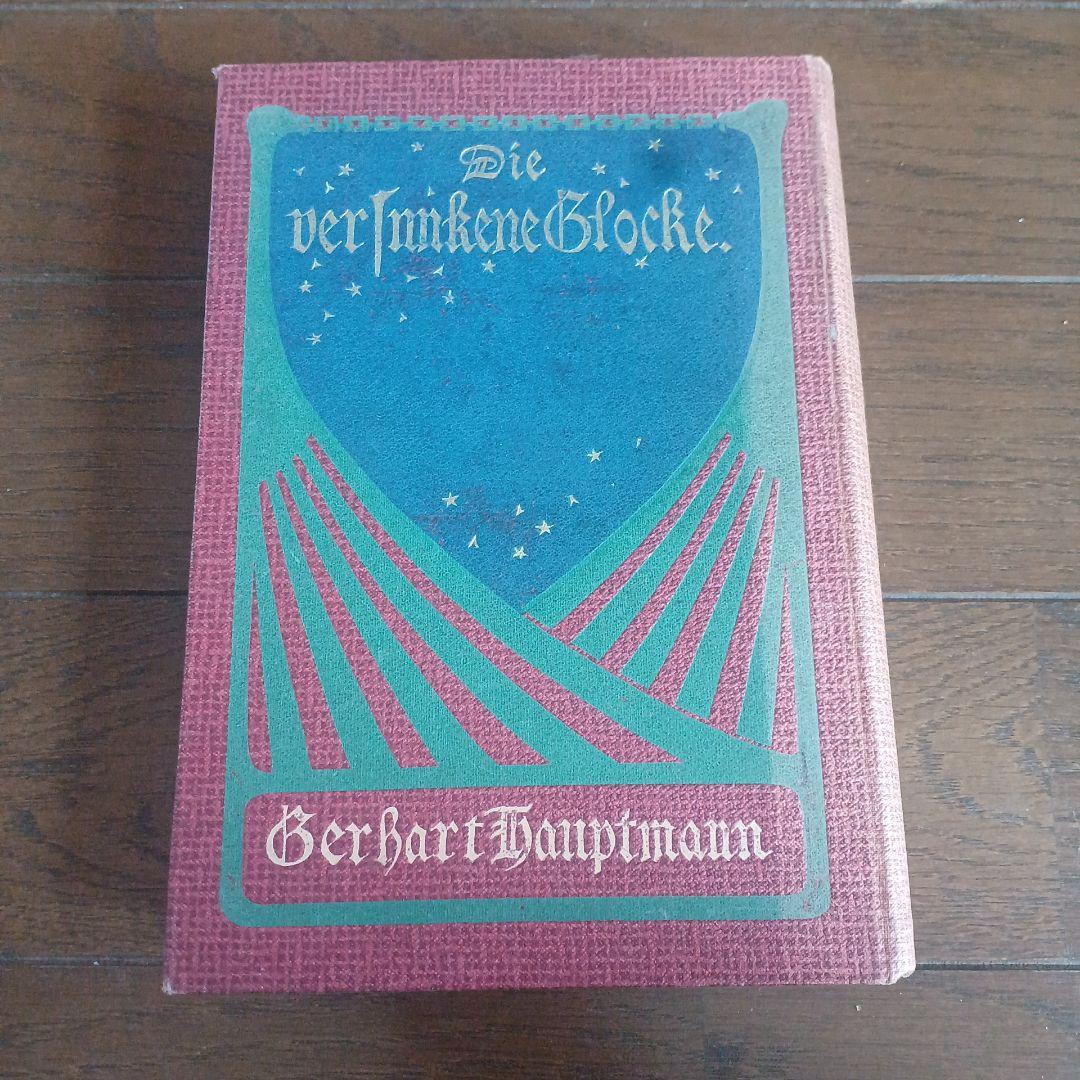 Die
versunkene Glocke.
Gerhart Hauptmann